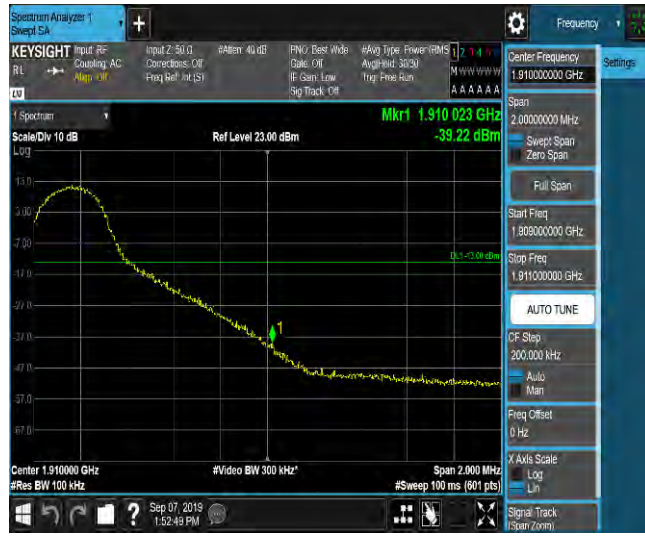 Spectrum Analyzer 1
Swept SA
+
Frequency
KEYSIGHT
Input: RF
Input Z: 50 Ω
#Atten: 40 dB
PNO: Best Wide
#Avg Type: Power (RMS
RL
Coupling: AC
Corrections: Off
Gate: Off
Avg|Hold: 30/30
M W W W W W
Align: Off
Freq Ref: Int (S)
IF Gain: Low
Trig: Free Run
Sig Track: Off
A A A A A A
1 Spectrum
Mkr1 1.910 023 GHz
Scale/Div 10 dB
Ref Level 23.00 dBm
-39.22 dBm
Log
13.0
3.00
-7.00
DL1 -13.00 dBm
-17.0
-27.0
1
-37.0
-47.0
-57.0
-67.0
Center 1.910000 GHz
#Video BW 300 kHz*
Span 2.000 MHz
#Res BW 100 kHz
#Sweep 100 ms (601 pts)
Sep 07, 2019
1:52:49 PM
?
Center Frequency
1.910000000 GHz
Settings
Span
2.00000000 MHz
Swept Span
Zero Span
Full Span
Start Freq
1.909000000 GHz
Stop Freq
1.911000000 GHz
AUTO TUNE
CF Step
200.000 kHz
Auto
Man
Freq Offset
0 Hz
X Axis Scale
Log
Lin
Signal Track
(Span Zoom)